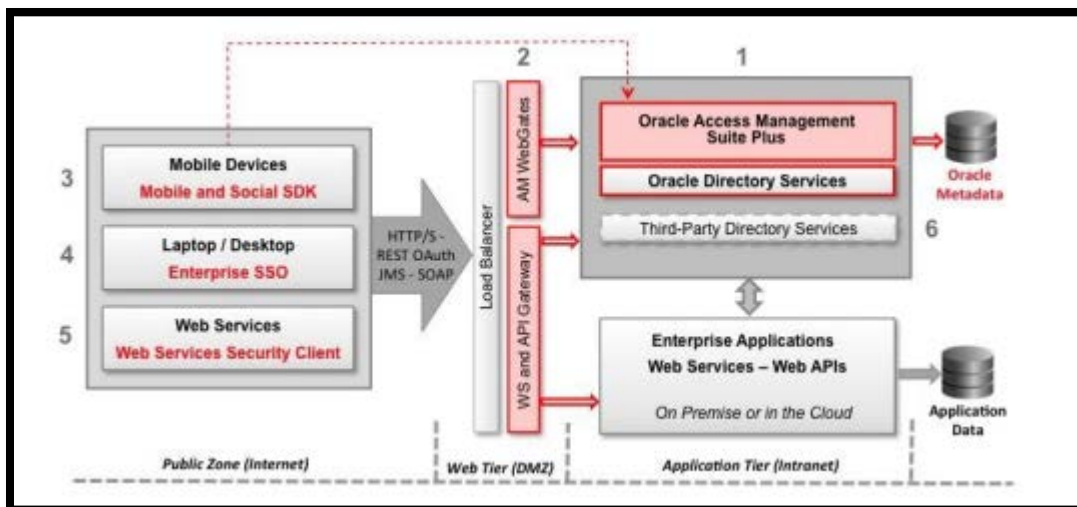 2
1
Oracle Access Management
Suite Plus
Oracle Directory Services
Third-Party Directory Services
Oracle
Metadata
6
3
Mobile Devices
Mobile and Social SDK
4
Laptop / Desktop
Enterprise SSO
5
Web Services
Web Services Security Client
HTTP/S -
REST OAuth
JMS - SOAP
Load Balancer
AM WebGates
WS and API Gateway
Enterprise Applications
Web Services – Web APIs
On Premise or in the Cloud
Application
Data
Public Zone (Internet)
Web Tier (DMZ)
Application Tier (Intranet)